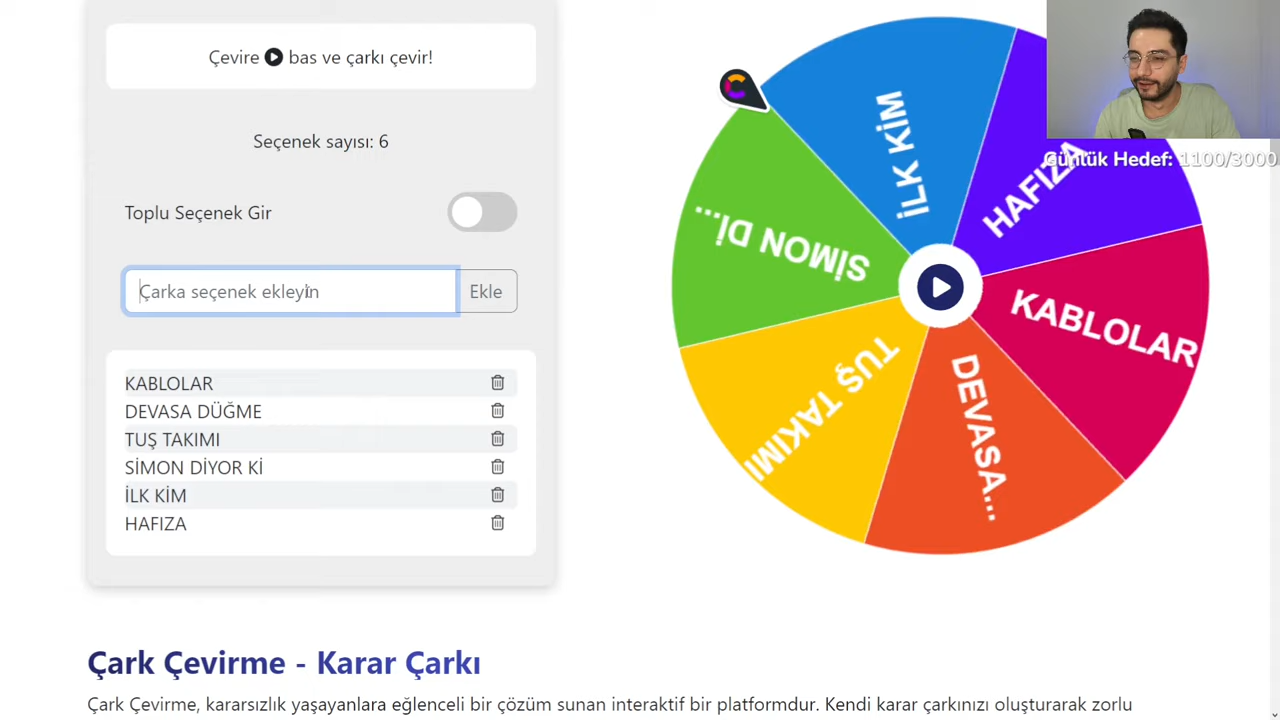 Çevire bas ve çarkı çevir!
Seçenek sayısı: 6
Toplu Seçenek Gir
Çarka seçenek ekleyin
Ekle
KABLOLAR
DEVASA DÜĞME
TUŞ TAKIMI
SİMON DİYOR Kİ
İLK KİM
HAFIZA
İLK KİM
HAFIZA
KABLOLAR
DEVASA...
TUŞ TAKIMI
SİMON Dİ...
Günlük Hedef: 1100/3000
Çark Çevirme - Karar Çarkı
Çark Çevirme, kararsızlık yaşayanlara eğlenceli bir çözüm sunan interaktif bir platformdur. Kendi karar çarkınızı oluşturarak zorlu